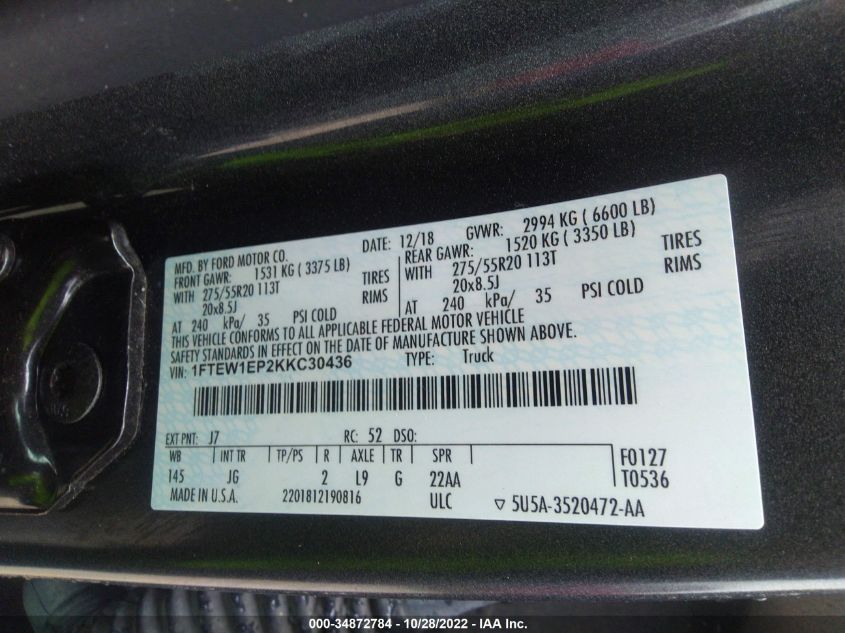 MFD. BY FORD MOTOR CO. DATE: 12/18 GVWR: 2994 KG ( 6600 LB)
FRONT GAWR: 1531 KG ( 3375 LB) REAR GAWR: 1520 KG ( 3350 LB)
WITH 275/55R20 113T TIRES WITH 275/55R20 113T TIRES
20x8.5J RIMS 20x8.5J RIMS
AT 240 kPa/ 35 PSI COLD AT 240 kPa/ 35 PSI COLD
THIS VEHICLE CONFORMS TO ALL APPLICABLE FEDERAL MOTOR VEHICLE
SAFETY STANDARDS IN EFFECT ON THE DATE OF MANUFACTURE SHOWN ABOVE.
VIN: 1FTEW1EP2KKC30436 TYPE: Truck
EXT PNT: J7 RC: 52 DSO:
WB INT TR TP/PS R AXLE TR SPR F0127
145 JG 2 L9 G 22AA T0536
MADE IN U.S.A. 2201812190816 ULC ▽ 5U5A-3520472-AA
000 - 34872784 - 10/28/2022 - IAA Inc.